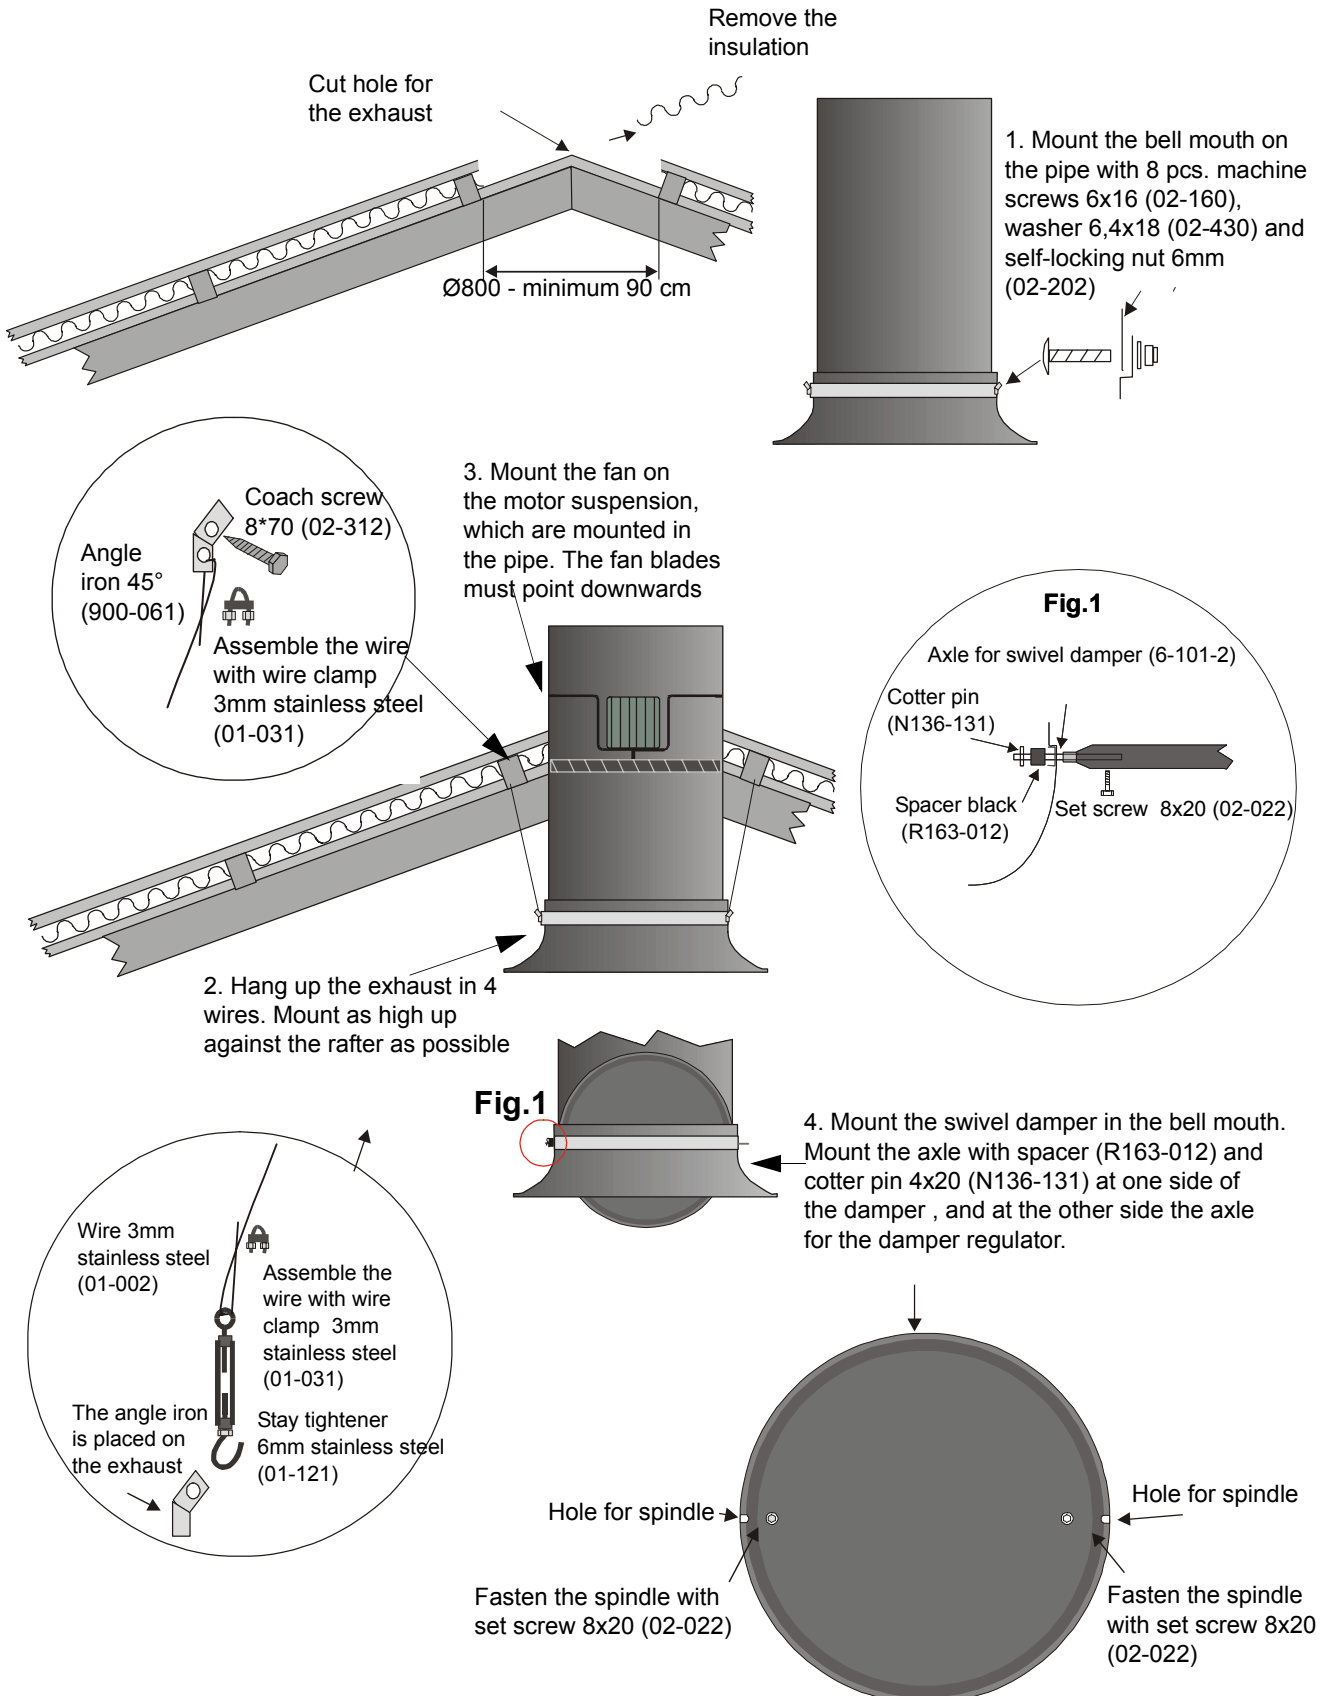 Remove the
insulation
Cut hole for
the exhaust
Ø800 - minimum 90 cm
1. Mount the bell mouth on
the pipe with 8 pcs. machine
screws 6x16 (02-160),
washer 6,4x18 (02-430) and
self-locking nut 6mm
(02-202)
Coach screw
8*70 (02-312)
Angle
iron 45°
(900-061)
Assemble the wire
with wire clamp
3mm stainless steel
(01-031)
3. Mount the fan on
the motor suspension,
which are mounted in
the pipe. The fan blades
must point downwards
Fig.1
Axle for swivel damper (6-101-2)
Cotter pin
(N136-131)
Spacer black
(R163-012)
Set screw 8x20 (02-022)
2. Hang up the exhaust in 4
wires. Mount as high up
against the rafter as possible
Fig.1
4. Mount the swivel damper in the bell mouth.
Mount the axle with spacer (R163-012) and
cotter pin 4x20 (N136-131) at one side of
the damper , and at the other side the axle
for the damper regulator.
Wire 3mm
stainless steel
(01-002)
Assemble the
wire with wire
clamp 3mm
stainless steel
(01-031)
The angle iron
is placed on
the exhaust
Stay tightener
6mm stainless steel
(01-121)
Hole for spindle
Hole for spindle
Fasten the spindle with
set screw 8x20 (02-022)
Fasten the spindle
with set screw 8x20
(02-022)